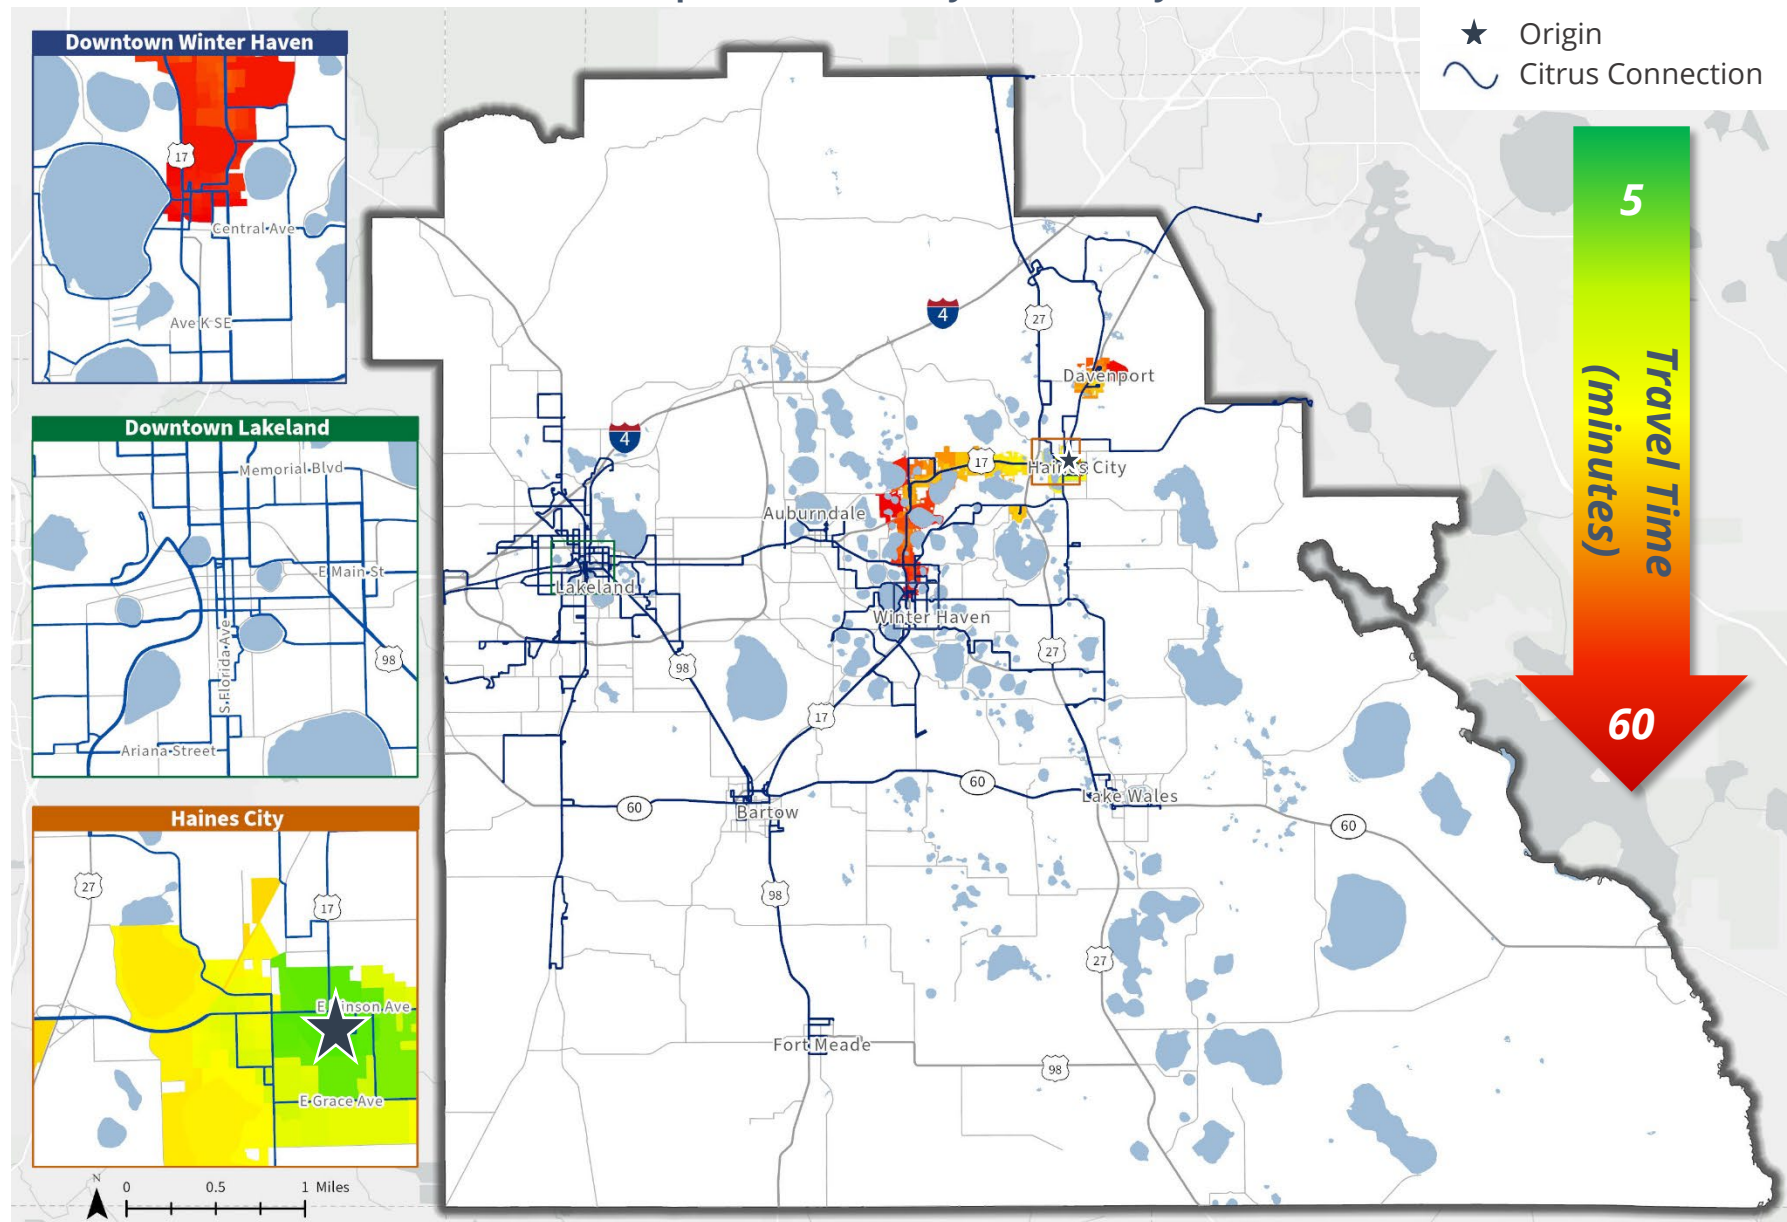 Downtown Winter Haven
17
Central Ave
Ave K SE
Downtown Lakeland
Memorial Blvd
E Main St
S Florida Ave
98
Ariana Street
Haines City
27
17
E Hinson Ave
E Grace Ave
N
0 0.5 1 Miles
Origin
Citrus Connection
5
Travel Time
(minutes)
60
4
27
Davenport
4
17
Haines City
Auburndale
Lakeland
Winter Haven
98
27
17
60
60
Lake Wales
Bartow
60
98
27
Fort Meade
98